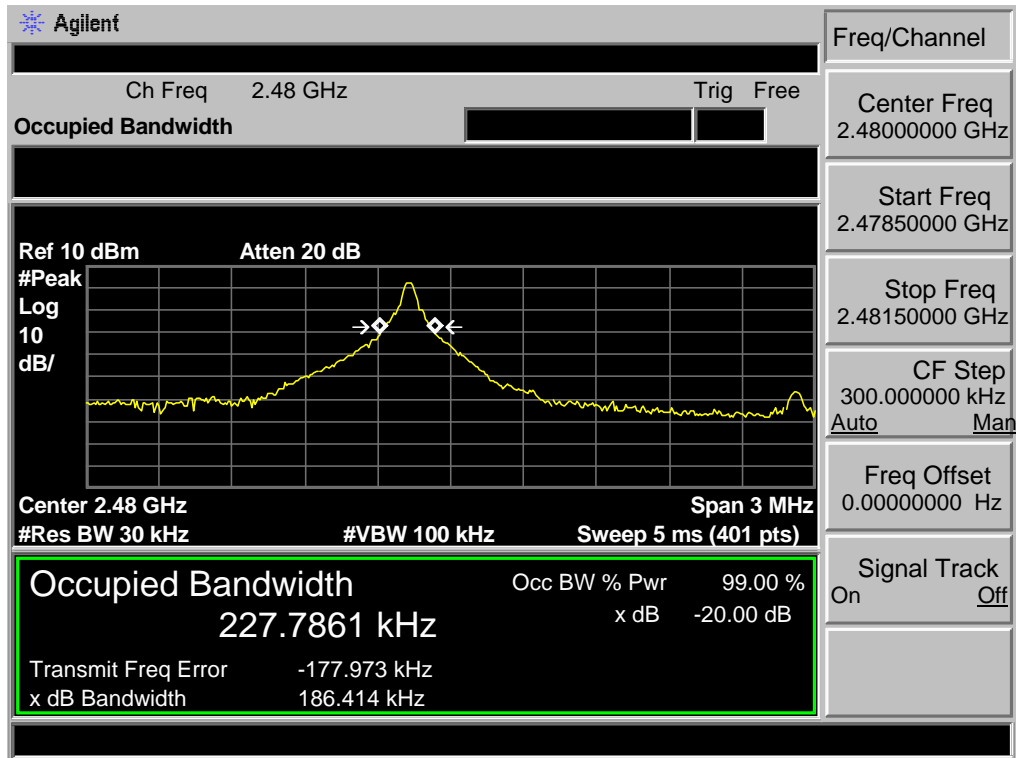 Agilent
Ch Freq 2.48 GHz Trig Free
Occupied Bandwidth
Ref 10 dBm Atten 20 dB
#Peak
Log
10
dB/
Center 2.48 GHz Span 3 MHz
#Res BW 30 kHz #VBW 100 kHz Sweep 5 ms (401 pts)
Occupied Bandwidth Occ BW % Pwr 99.00 %
227.7861 kHz x dB -20.00 dB
Transmit Freq Error -177.973 kHz
x dB Bandwidth 186.414 kHz
Freq/Channel
Center Freq
2.48000000 GHz
Start Freq
2.47850000 GHz
Stop Freq
2.48150000 GHz
CF Step
300.000000 kHz
Auto Man
Freq Offset
0.00000000 Hz
Signal Track
On Off